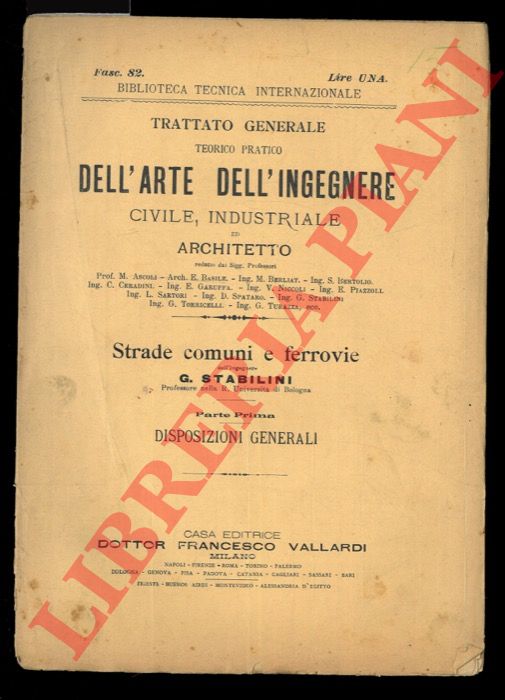 Fasc. 82. Lire UNA.
BIBLIOTECA TECNICA INTERNAZIONALE
TRATTATO GENERALE
TEORICO PRATICO
DELL'ARTE DELL'INGEGNERE
CIVILE, INDUSTRIALE
ED
ARCHITETTO
redatto dai Sigg. Professori
Prof. M. ASCOLI - Arch. E. BASILE. - Ing. M. BERLIAT. - Ing. S. BERTOLIO.
Ing. C. CERADINI. - Ing. E. GARUFFA. - Ing. V. NICCOLI - Ing. E. PIAZZOLI.
Ing. L. SARTORI - Ing. D. SPATARO. - Ing. G. STABILINI
Ing. G. TORRICELLI. - Ing. G. ecc.
Strade comuni e ferrovie
dell'ingegnere
G. STABILINI
Professore nella R. Università di Bologna
Parte Prima
DISPOSIZIONI GENERALI
CASA EDITRICE
DOTTOR FRANCESCO VALLARDI
MILANO
NAPOLI - FIRENZE - ROMA - TORINO - PALERMO
BOLOGNA - GENOVA - PISA - PADOVA - CATANIA - CAGLIARI - SASSARI - BARI
TRIESTE - BUENOS AIRES - MONTEVIDEO - ALESSANDRIA D'EGITTO
LIBRERIA PIANI